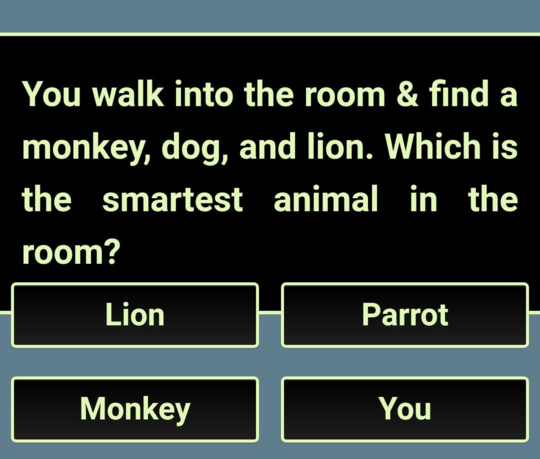 You walk into the room & find a
monkey, dog, and lion. Which is
the smartest animal in the
room?
Lion
Parrot
Monkey
You